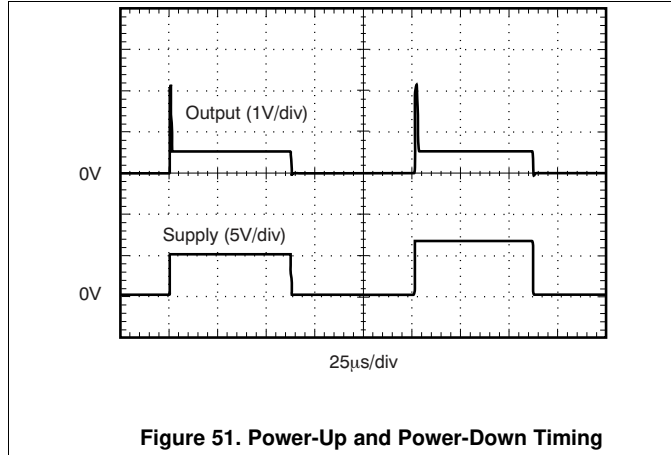 Output (1V/div)
0V
Supply (5V/div)
0V
25μs/div
Figure 51. Power-Up and Power-Down Timing